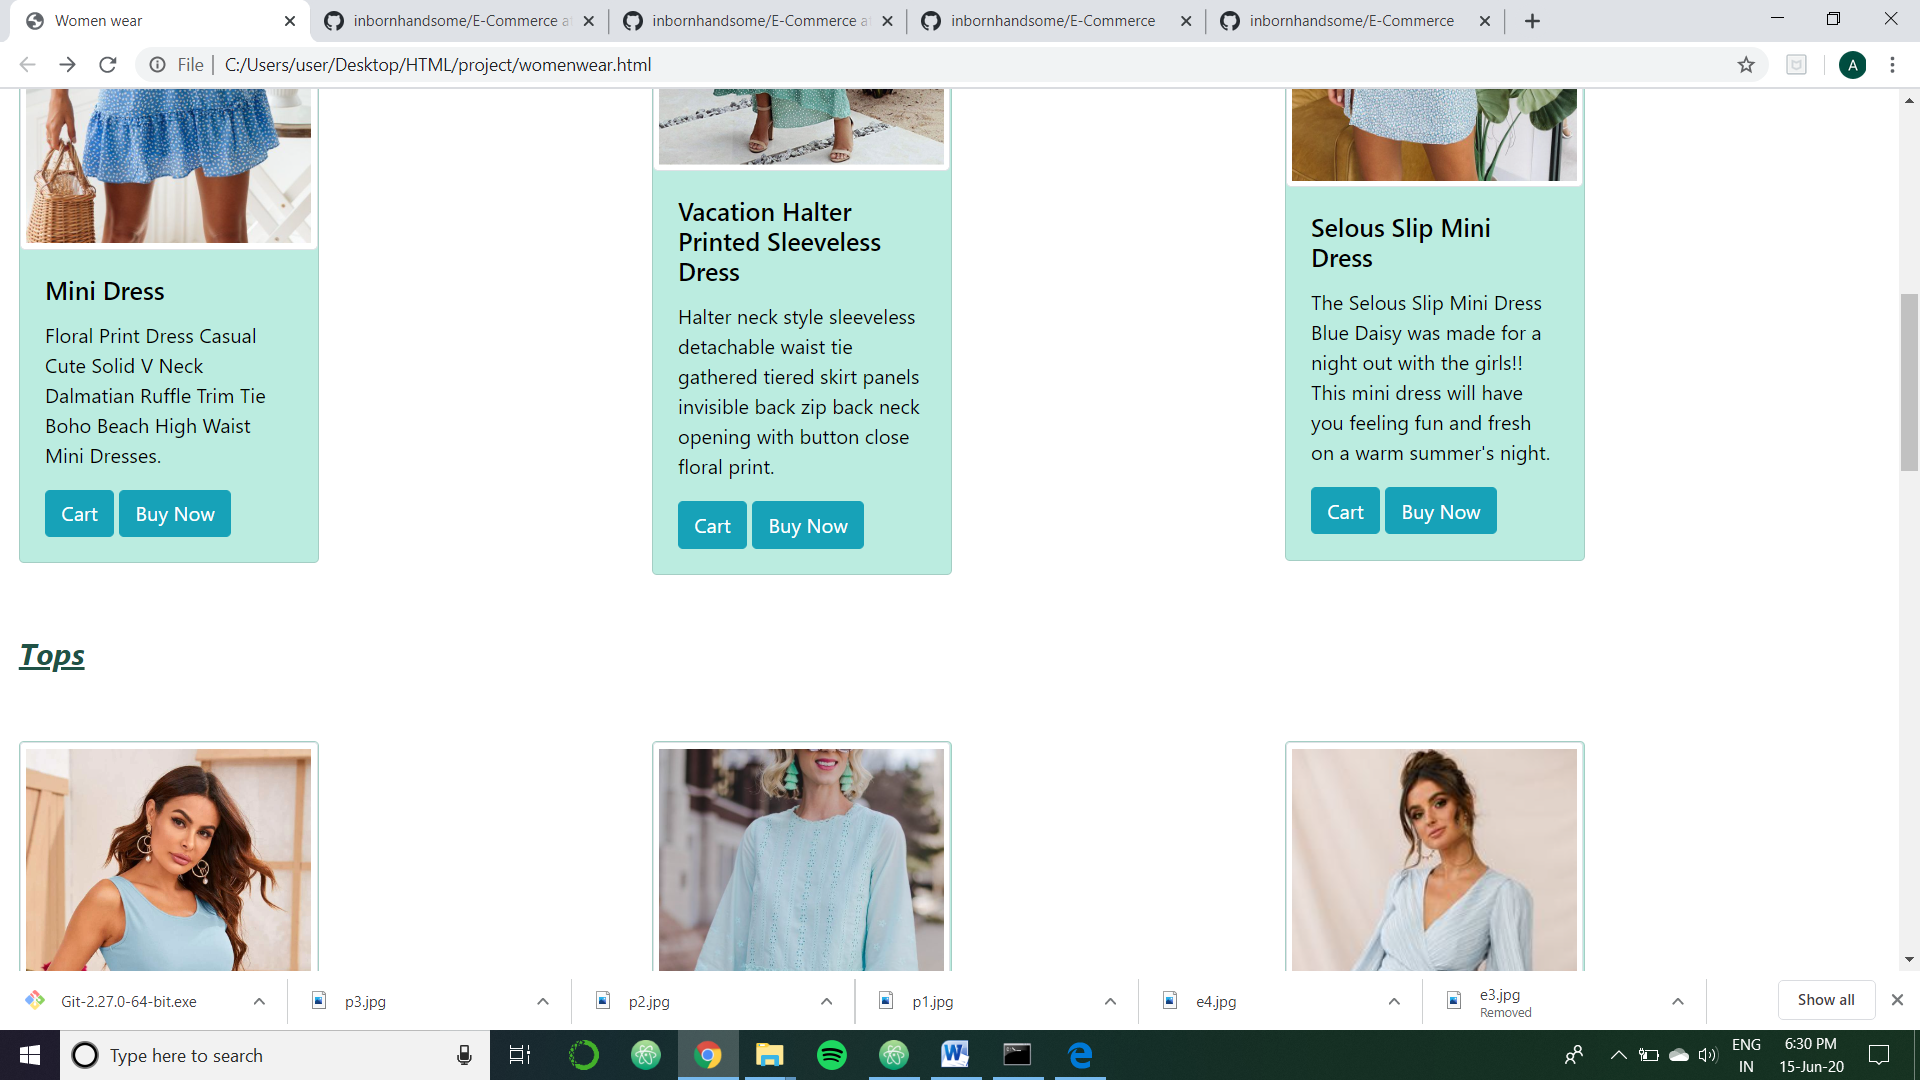 Women wear
inbornhandsome/E-Commerce a
inbornhandsome/E-Commerce a
inbornhandsome/E-Commerce
inbornhandsome/E-Commerce
File
C:/Users/user/Desktop/HTML/project/womenwear.html
A
Mini Dress
Floral Print Dress Casual
Cute Solid V Neck
Dalmatian Ruffle Trim Tie
Boho Beach High Waist
Mini Dresses.
Cart
Buy Now
Vacation Halter
Printed Sleeveless
Dress
Halter neck style sleeveless
detachable waist tie
gathered tiered skirt panels
invisible back zip back neck
opening with button close
floral print.
Cart
Buy Now
Selous Slip Mini
Dress
The Selous Slip Mini Dress
Blue Daisy was made for a
night out with the girls!!
This mini dress will have
you feeling fun and fresh
on a warm summer's night.
Cart
Buy Now
Tops
Git-2.27.0-64-bit.exe
p3.jpg
p2.jpg
p1.jpg
e4.jpg
e3.jpg
Removed
Show all
Type here to search
W
ENG
IN
6:30 PM
15-Jun-20